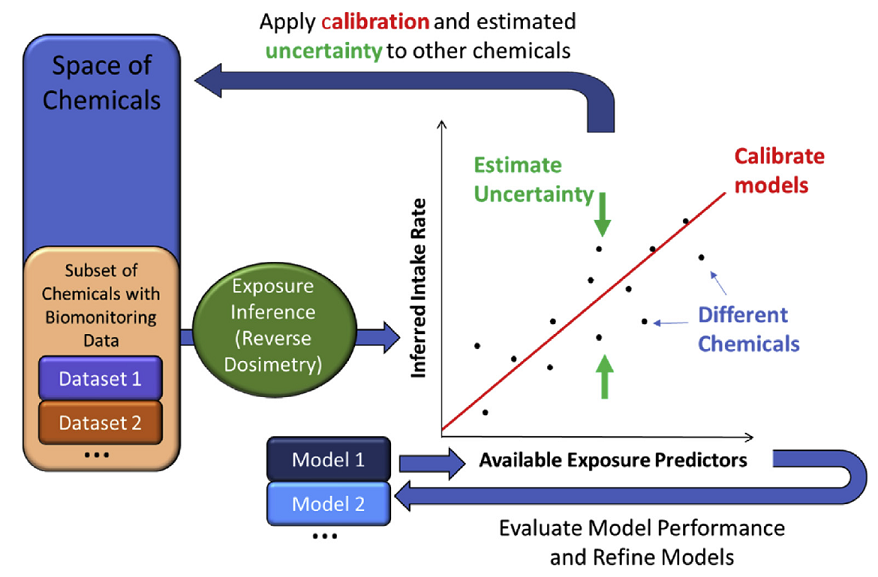 Apply calibration and estimated
uncertainty to other chemicals
Space of
Chemicals
Subset of
Chemicals with
Biomonitoring
Data
Dataset 1
Dataset 2
...
Exposure
Inference
(Reverse
Dosimetry)
Inferred Intake Rate
Estimate
Uncertainty
Calibrate
models
Different
Chemicals
Model 1
Model 2
...
Available Exposure Predictors
Evaluate Model Performance
and Refine Models